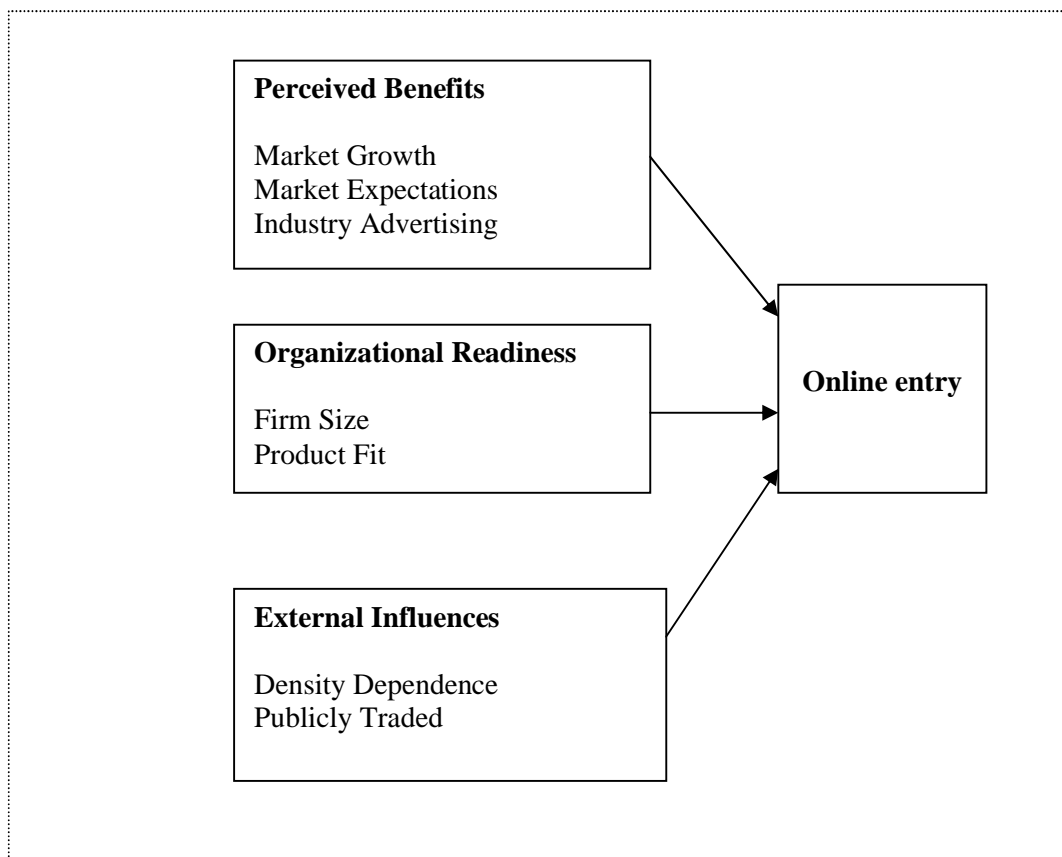 Perceived Benefits
Market Growth
Market Expectations
Industry Advertising
Organizational Readiness
Firm Size
Product Fit
Online entry
External Influences
Density Dependence
Publicly Traded